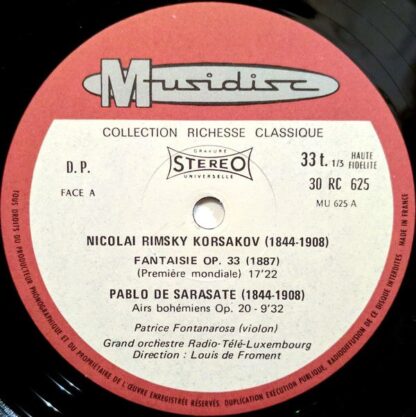 Musidisc
COLLECTION RICHESSE CLASSIQUE
D.P.
FACE A
GRAVURE
STEREO
UNIVERSELLE
33 t. 1/3 HAUTE FIDELITE
30 RC 625
MU 625 A
NICOLAI RIMSKY KORSAKOV (1844-1908)
FANTAISIE OP. 33 (1887)
(Première mondiale) 17'22
PABLO DE SARASATE (1844-1908)
Airs bohémiens Op. 20 - 9'32
Patrice Fontanarosa (violon)
Grand orchestre Radio-Télé-Luxembourg
Direction : Louis de Froment
TOUS DROITS DU PRODUCTEUR PHONOGRAPHIQUE ET DU PROPRIETAIRE DE L'ŒUVRE ENREGISTRÉE RÉSERVÉS. DUPLICATION EXÉCUTION PUBLIQUE, RADIODIFFUSION DE CE DISQUE INTERDITES
MADE IN FRANCE